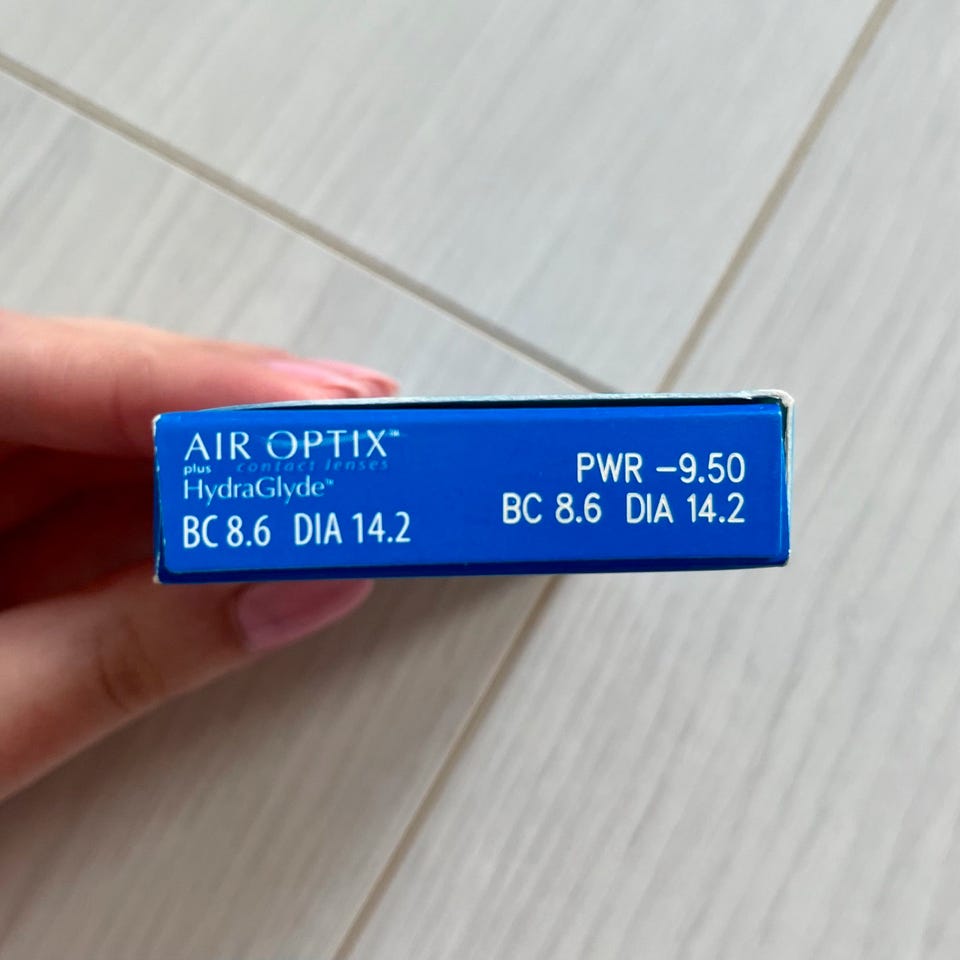 AIR OPTIX™
plus contact lenses
HydraGlyde™
BC 8.6 DIA 14.2
PWR -9.50
BC 8.6 DIA 14.2